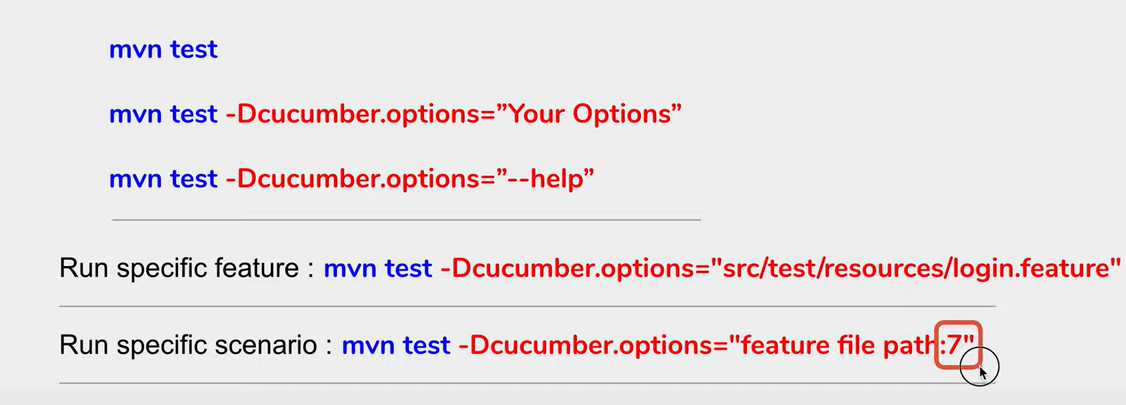 mvn test
mvn test -Dcucumber.options=”Your Options”
mvn test -Dcucumber.options=”--help”
Run specific feature : mvn test -Dcucumber.options="src/test/resources/login.feature"
Run specific scenario : mvn test -Dcucumber.options="feature file path:7"